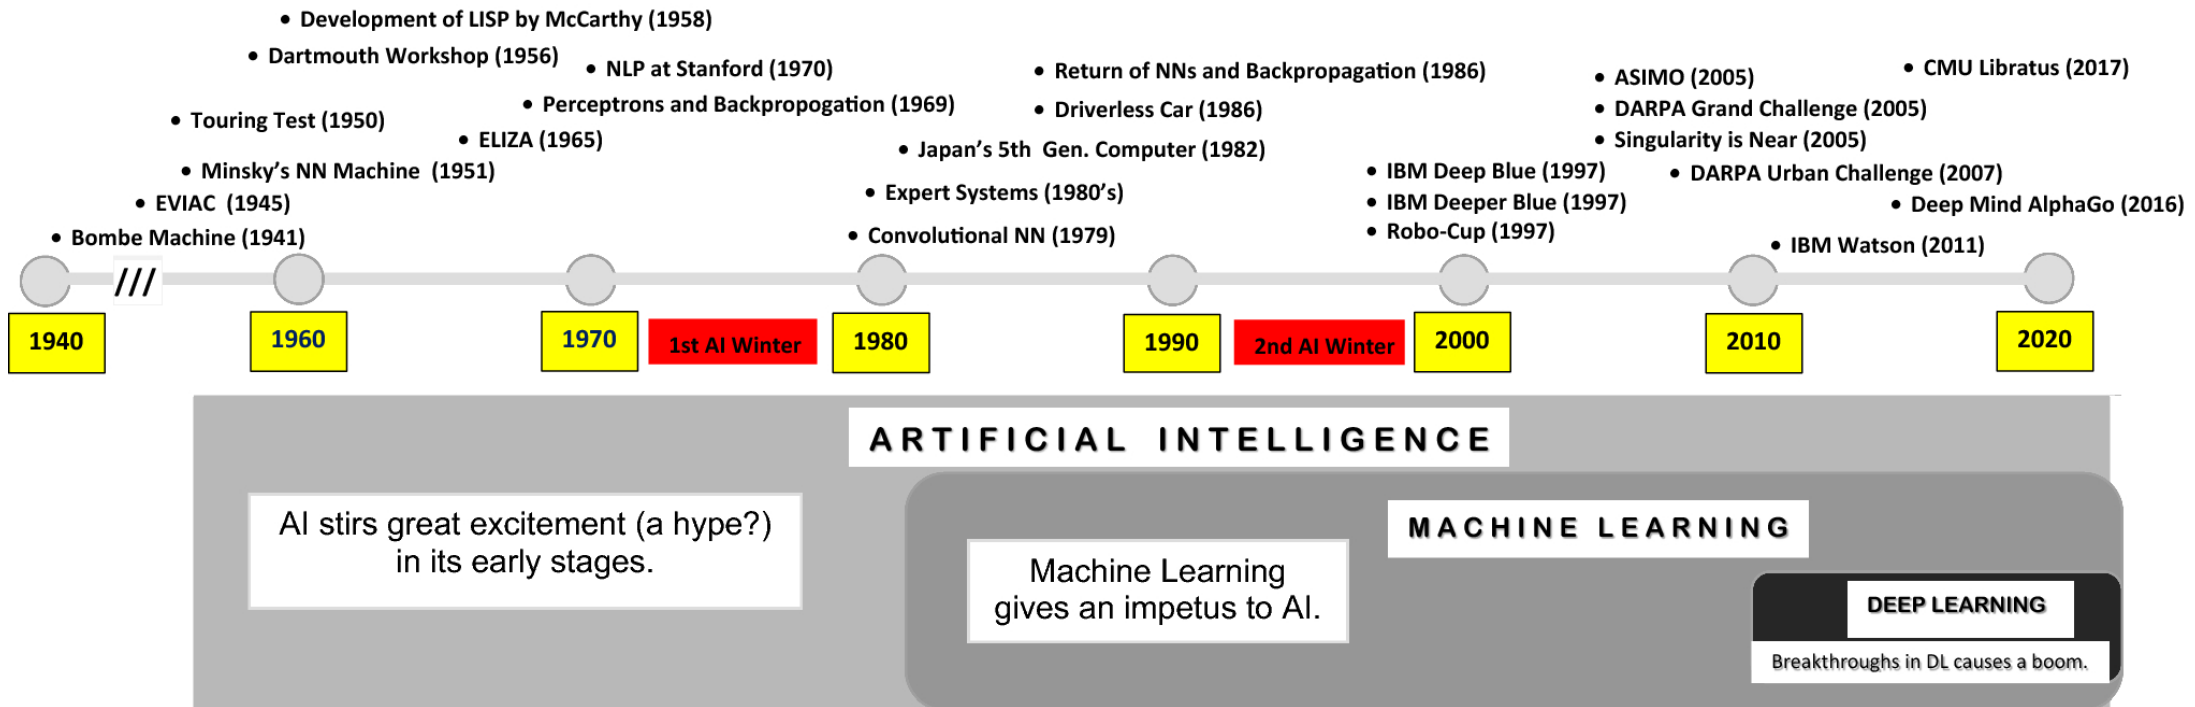 • Development of LISP by McCarthy (1958)
• Dartmouth Workshop (1956)
• NLP at Stanford (1970)
• Perceptrons and Backpropogation (1969)
• Touring Test (1950)
• ELIZA (1965)
• Minsky's NN Machine (1951)
• EVIAC (1945)
• Bombe Machine (1941)
• Return of NNs and Backpropagation (1986)
• Driverless Car (1986)
• Japan's 5th Gen. Computer (1982)
• Expert Systems (1980's)
• Convolutional NN (1979)
• IBM Deep Blue (1997)
• IBM Deeper Blue (1997)
• Robo-Cup (1997)
• ASIMO (2005)
• DARPA Grand Challenge (2005)
• Singularity is Near (2005)
• DARPA Urban Challenge (2007)
• CMU Libratus (2017)
• Deep Mind AlphaGo (2016)
• IBM Watson (2011)
///
1940
1960
1970
1st AI Winter
1980
1990
2nd AI Winter
2000
2010
2020
ARTIFICIAL INTELLIGENCE
AI stirs great excitement (a hype?)
in its early stages.
MACHINE LEARNING
Machine Learning
gives an impetus to AI.
DEEP LEARNING
Breakthroughs in DL causes a boom.